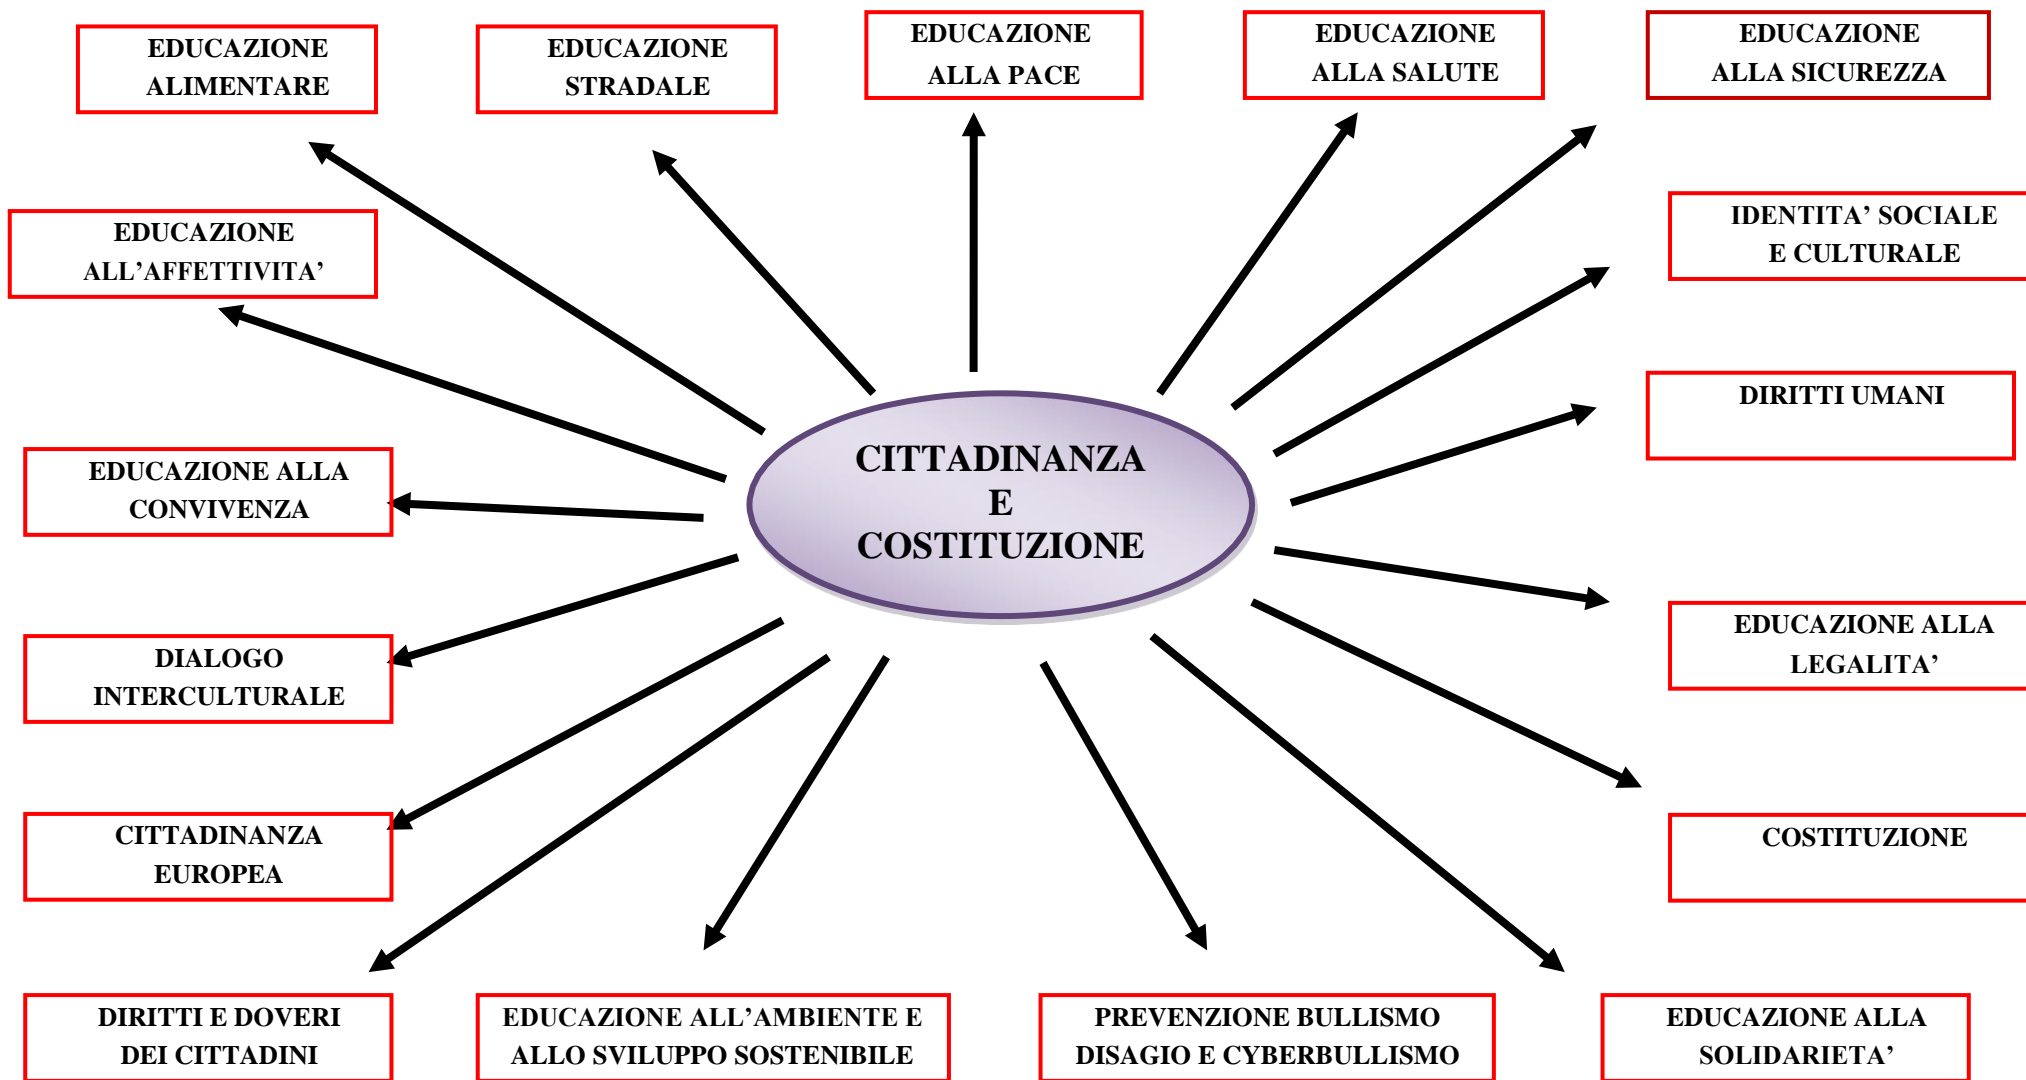 EDUCAZIONE
ALIMENTARE
EDUCAZIONE
STRADALE
EDUCAZIONE
ALLA PACE
EDUCAZIONE
ALLA SALUTE
EDUCAZIONE
ALLA SICUREZZA
EDUCAZIONE
ALL’AFFETTIVITA’
IDENTITA’ SOCIALE
E CULTURALE
DIRITTI UMANI
EDUCAZIONE ALLA
CONVIVENZA
CITTADINANZA
E
COSTITUZIONE
DIALOGO
INTERCULTURALE
EDUCAZIONE ALLA
LEGALITA’
CITTADINANZA
EUROPEA
COSTITUZIONE
DIRITTI E DOVERI
DEI CITTADINI
EDUCAZIONE ALL’AMBIENTE E
ALLO SVILUPPO SOSTENIBILE
PREVENZIONE BULLISMO
DISAGIO E CYBERBULLISMO
EDUCAZIONE ALLA
SOLIDARIETA’